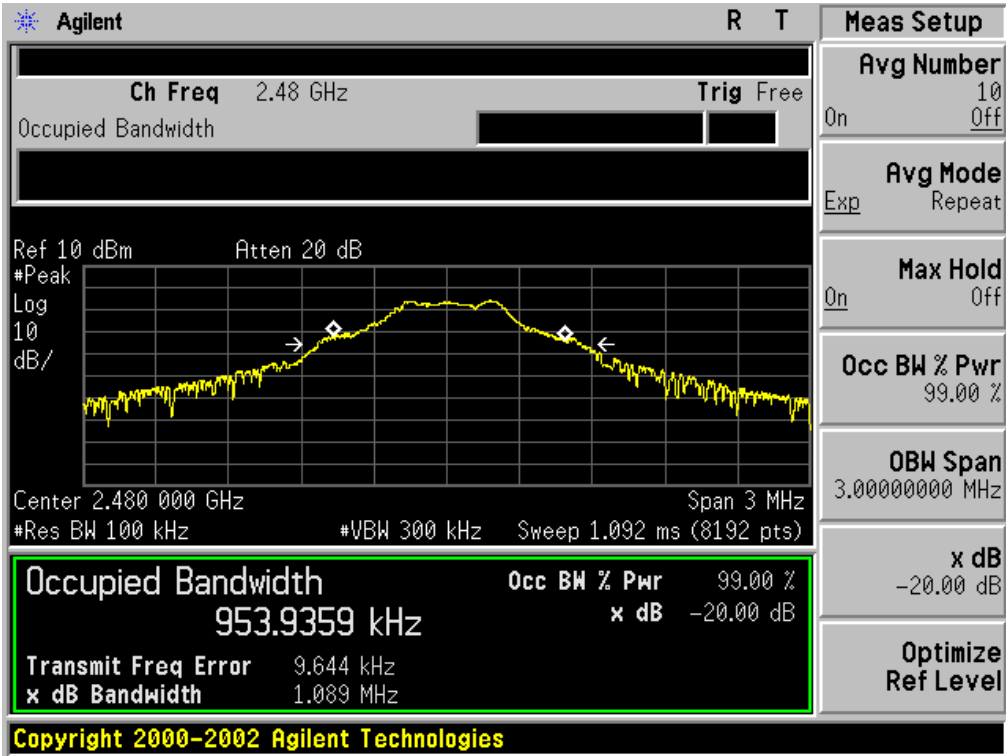 Agilent R T
Ch Freq 2.48 GHz Trig Free
Occupied Bandwidth
Ref 10 dBm Atten 20 dB
#Peak
Log
10
dB/
Center 2.480 000 GHz Span 3 MHz
#Res BW 100 kHz #VBW 300 kHz Sweep 1.092 ms (8192 pts)
Occupied Bandwidth Occ BW % Pwr 99.00 %
953.9359 kHz x dB -20.00 dB
Transmit Freq Error 9.644 kHz
x dB Bandwidth 1.089 MHz
Copyright 2000-2002 Agilent Technologies
Meas Setup
Avg Number
10
On Off
Avg Mode
Exp Repeat
Max Hold
On Off
Occ BW % Pwr
99.00 %
OBW Span
3.00000000 MHz
x dB
-20.00 dB
Optimize
Ref Level